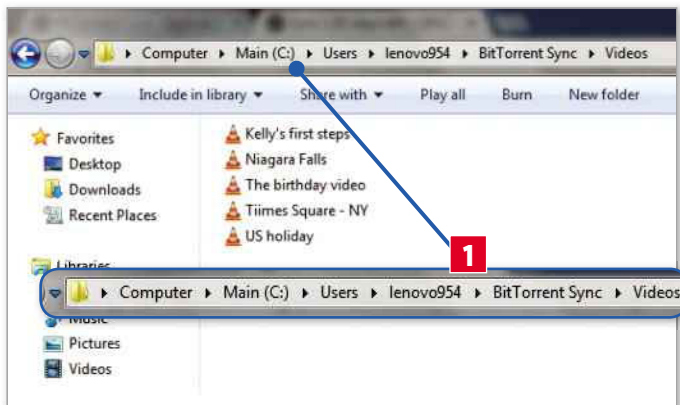 Computer ▸ Main (C:) ▸ Users ▸ lenovo954 ▸ BitTorrent Sync ▸ Videos
Organize ▾ Include in library ▾ Share with ▾ Play all Burn New folder
Favorites
Desktop
Downloads
Recent Places
Kelly's first steps
Niagara Falls
The birthday video
Tiimes Square - NY
US holiday
Libraries
1
▸ Computer ▸ Main (C:) ▸ Users ▸ lenovo954 ▸ BitTorrent Sync ▸ Videos
Music
Pictures
Videos